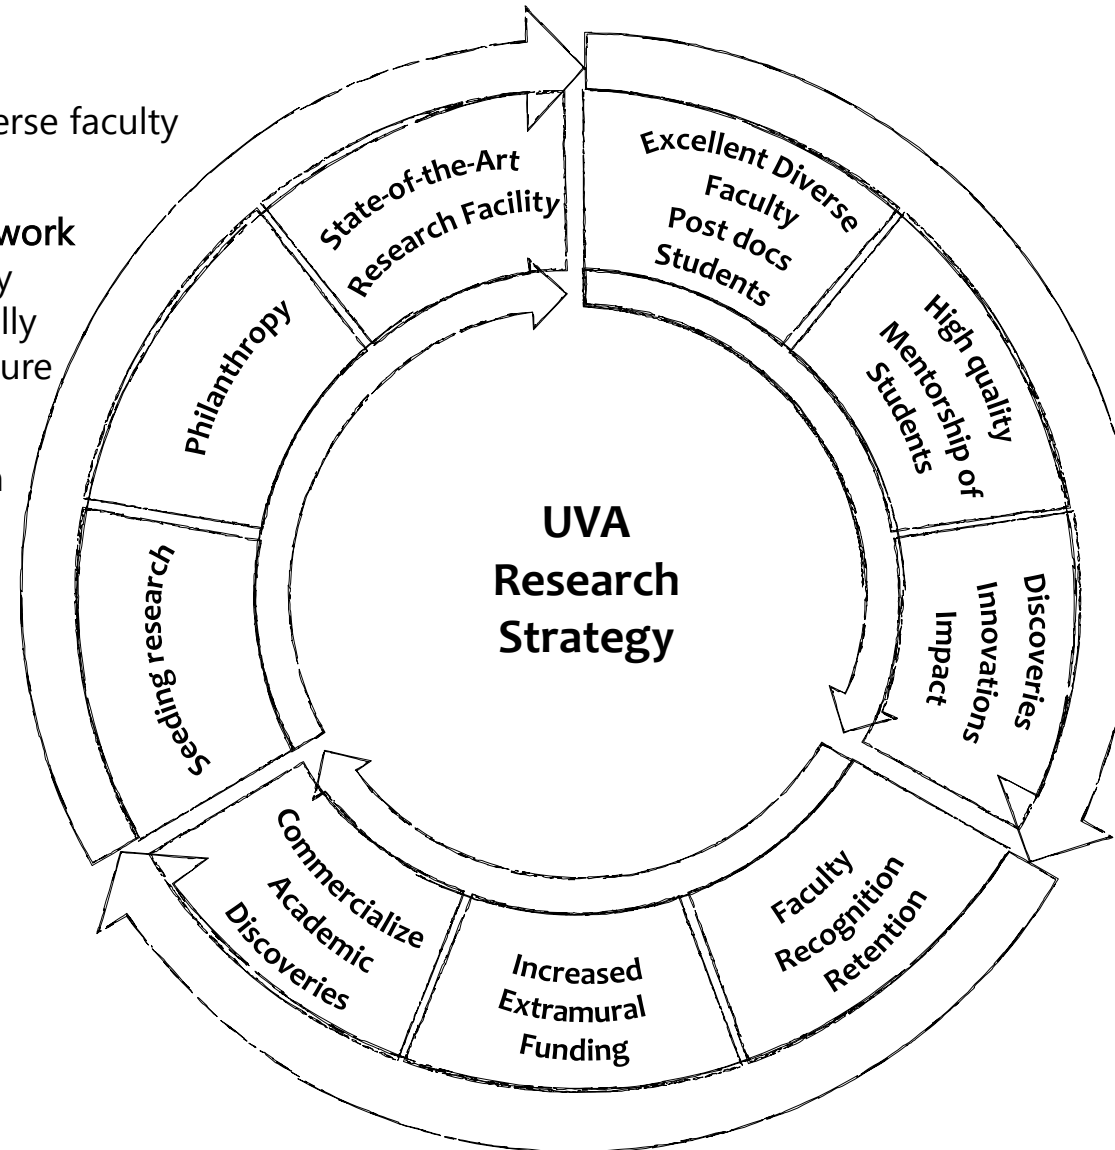 erse faculty
work
y
lly
ure
n
State-of-the-Art
Research Facility
Excellent Diverse
Faculty
Post docs
Students
High quality
Mentorship of
Students
Discoveries
Innovations
Impact
Faculty
Recognition
Retention
Increased
Extramural
Funding
Commercialize
Academic
Discoveries
Seeding research
Philanthropy
UVA
Research
Strategy